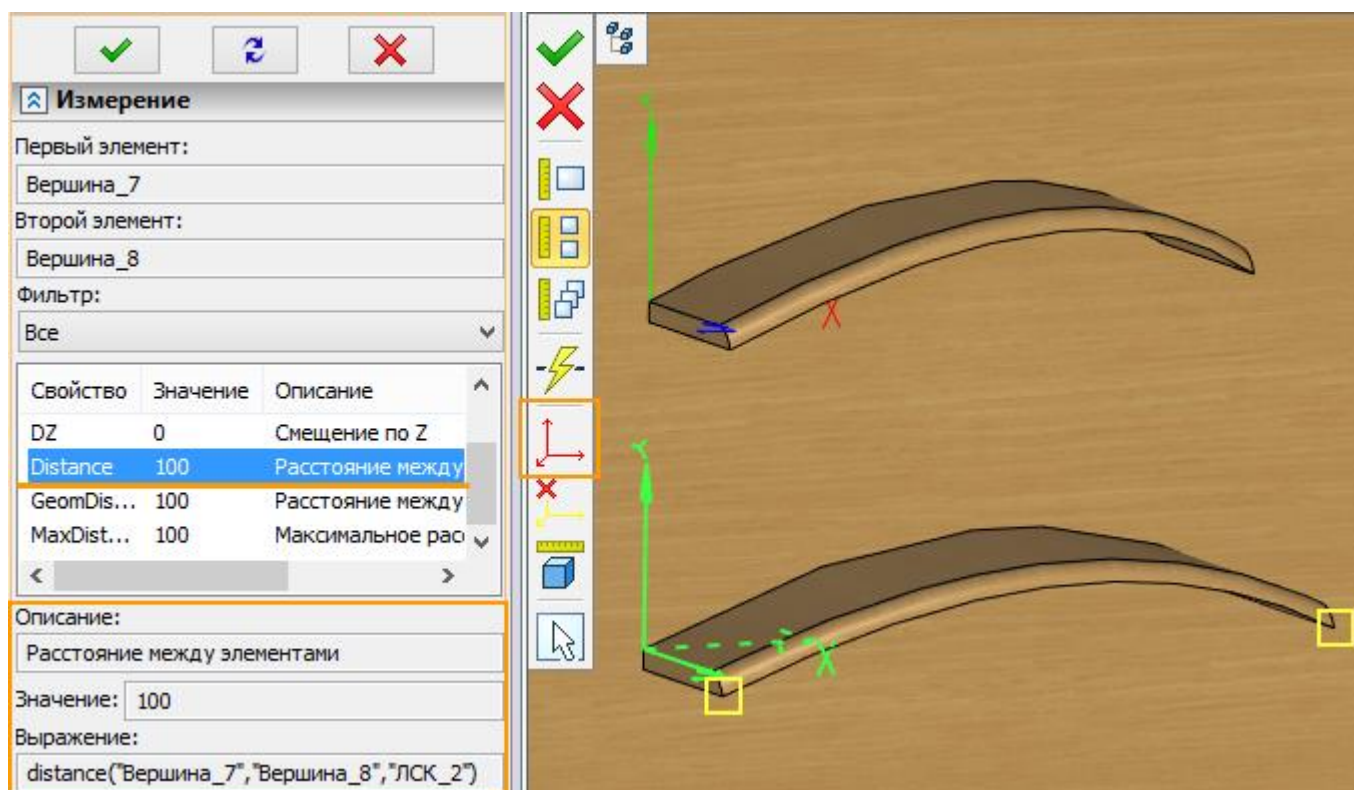 Измерение
Первый элемент:
Вершина_7
Второй элемент:
Вершина_8
Фильтр:
Все
Свойство Значение Описание
DZ 0 Смещение по Z
Distance 100 Расстояние между
GeomDis... 100 Расстояние между
MaxDist... 100 Максимальное рас
Описание:
Расстояние между элементами
Значение: 100
Выражение:
distance("Вершина_7","Вершина_8","ЛСК_2")
Y
X
Y
X